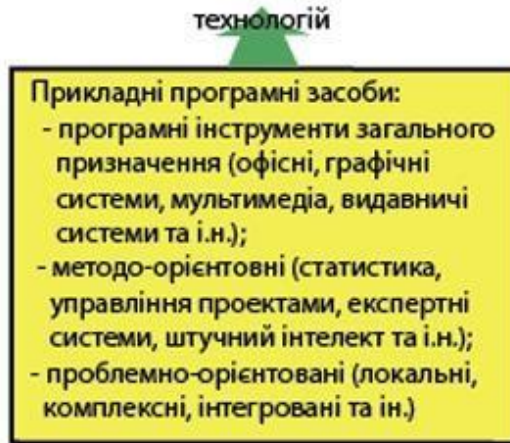 технологій
Прикладні програмні засоби:
- програмні інструменти загального
призначення (офісні, графічні
системи, мультимедіа, видавничі
системи та і.н.);
- методо-орієнтовні (статистика,
управління проектами, експертні
системи, штучний інтелект та і.н.);
- проблемно-орієнтовані (локальні,
комплексні, інтегровані та ін.)